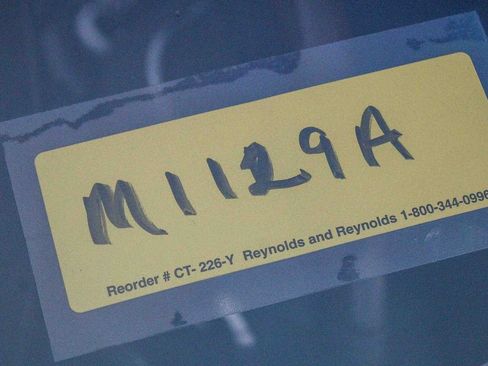 M1129A
Reorder # CT- 226-Y Reynolds and Reynolds 1-800-344-0996